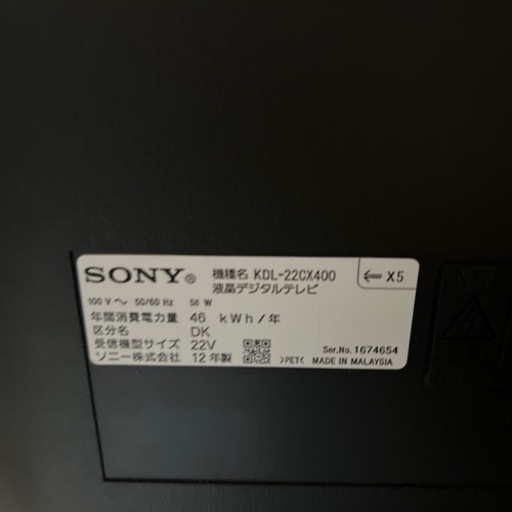 SONY® 機種名 KDL-22CX400
液晶デジタルテレビ
X5
100 V ～ 50/60 Hz 56 W
年間消費電力量 46 kWh/年
区分名 DK
受信機型サイズ 22V
ソニー株式会社 12年製
Ser.No. 1674654
>PET< MADE IN MALAYSIA